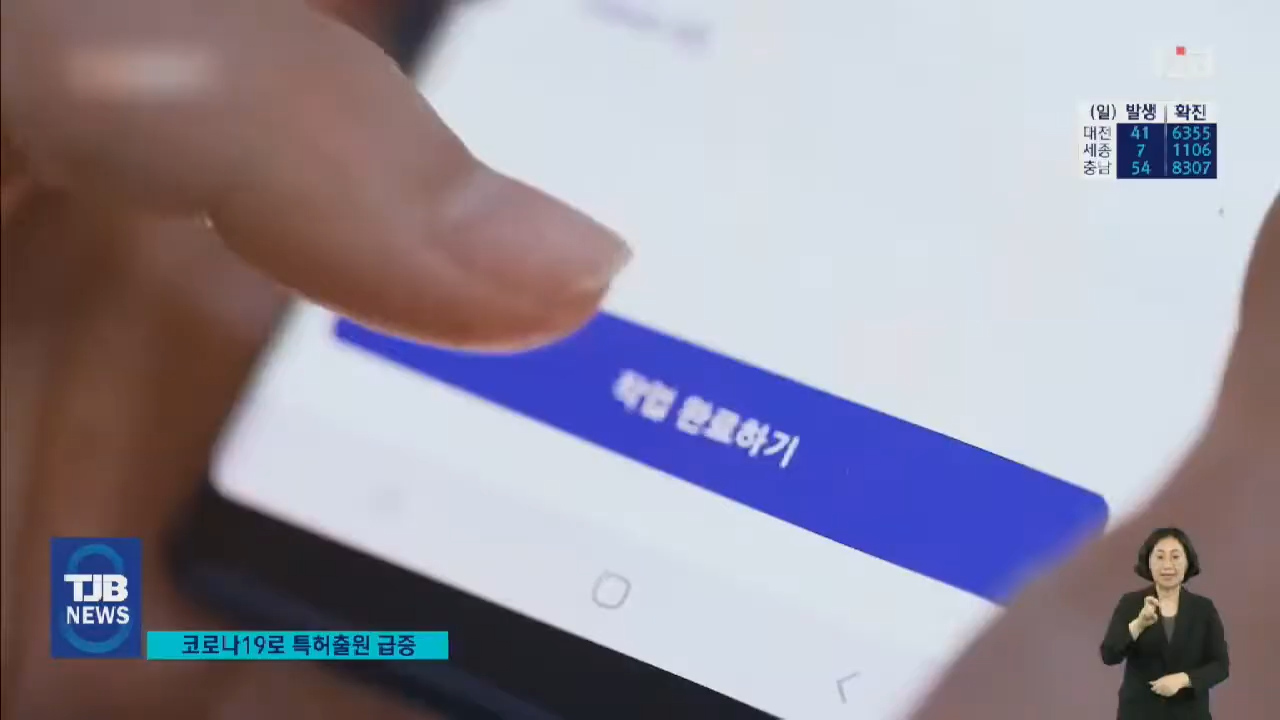 (일) 발생 확진
대전 41 6355
세종 7 1106
충남 54 8307
작업 완료하기
TJB
NEWS
코로나19로 특허출원 급증